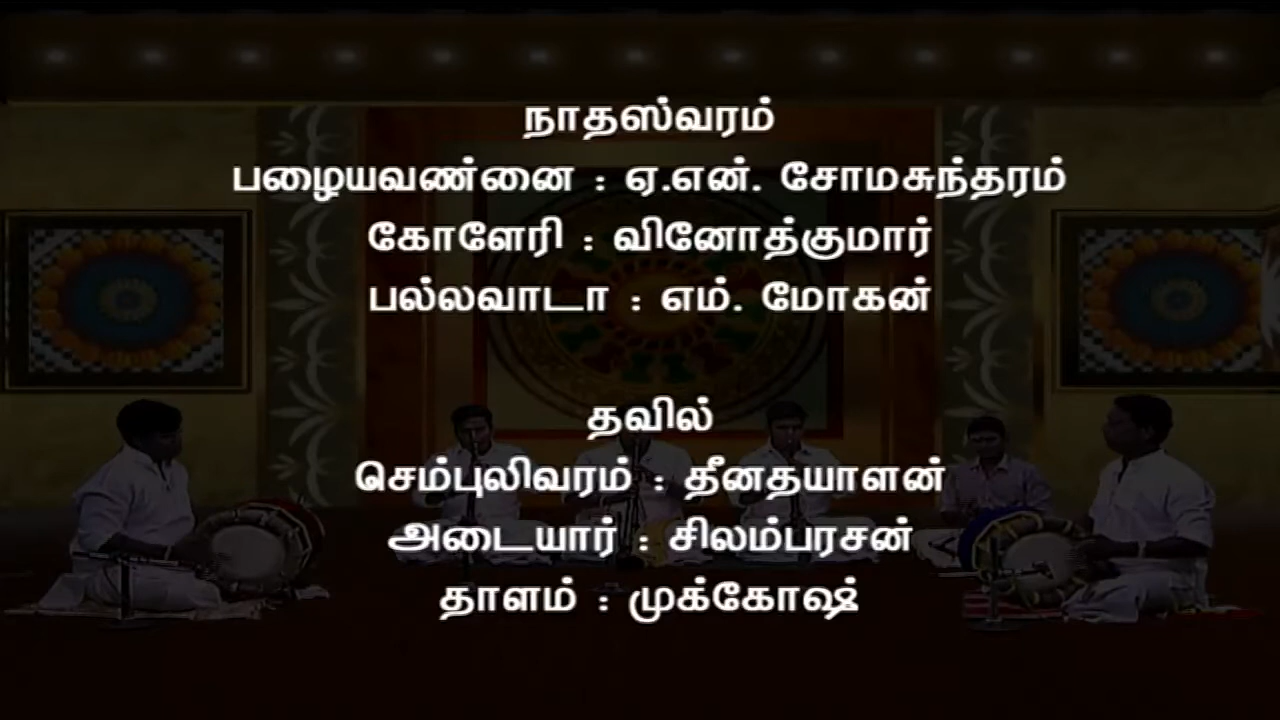 நாதஸ்வரம்
பழையவண்னை : ஏ.என். சோமசுந்தரம்
கோளேரி : வினோத்குமார்
பல்லவாடா : எம். மோகன்
தவில்
செம்புலிவரம் : தீனதயாளன்
அடையார் : சிலம்பரசன்
தாளம் : முக்கோஷ்